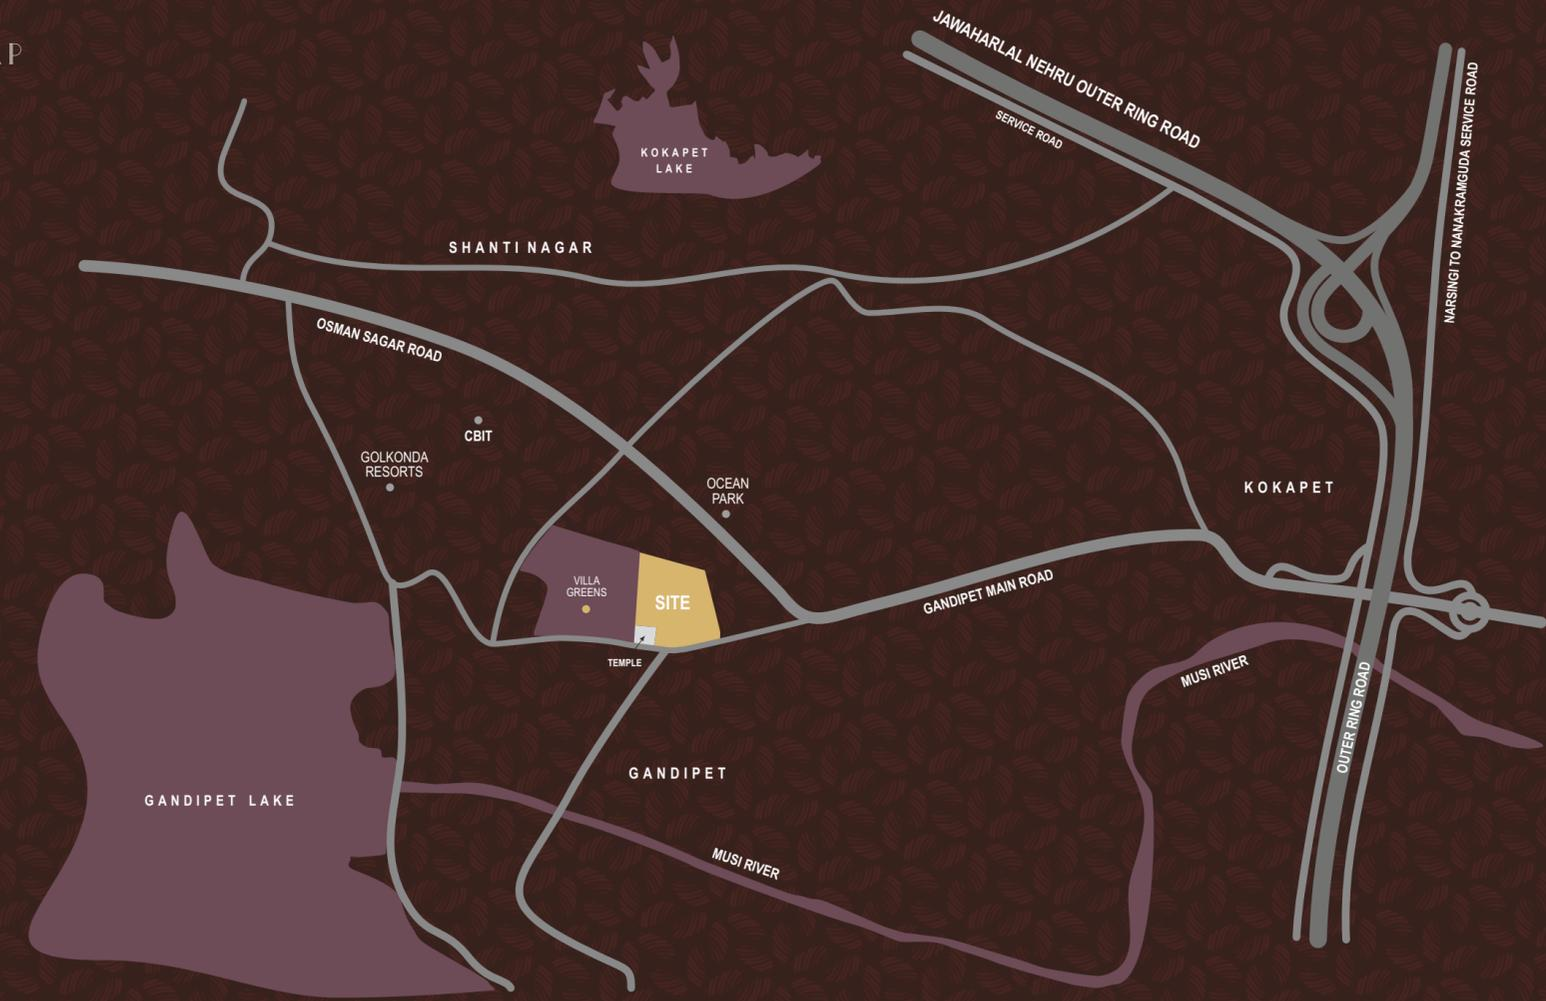 JAWAHARLAL NEHRU OUTER RING ROAD
SERVICE ROAD
NARSINGI TO NANAKRAMGUDA SERVICE ROAD
KOKAPET
LAKE
SHANTI NAGAR
OSMAN SAGAR ROAD
CBIT
GOLKONDA
RESORTS
OCEAN
PARK
KOKAPET
VILLA
GREENS
SITE
GANDIPET MAIN ROAD
TEMPLE
MUSI RIVER
OUTER RING ROAD
GANDIPET
GANDIPET LAKE
MUSI RIVER